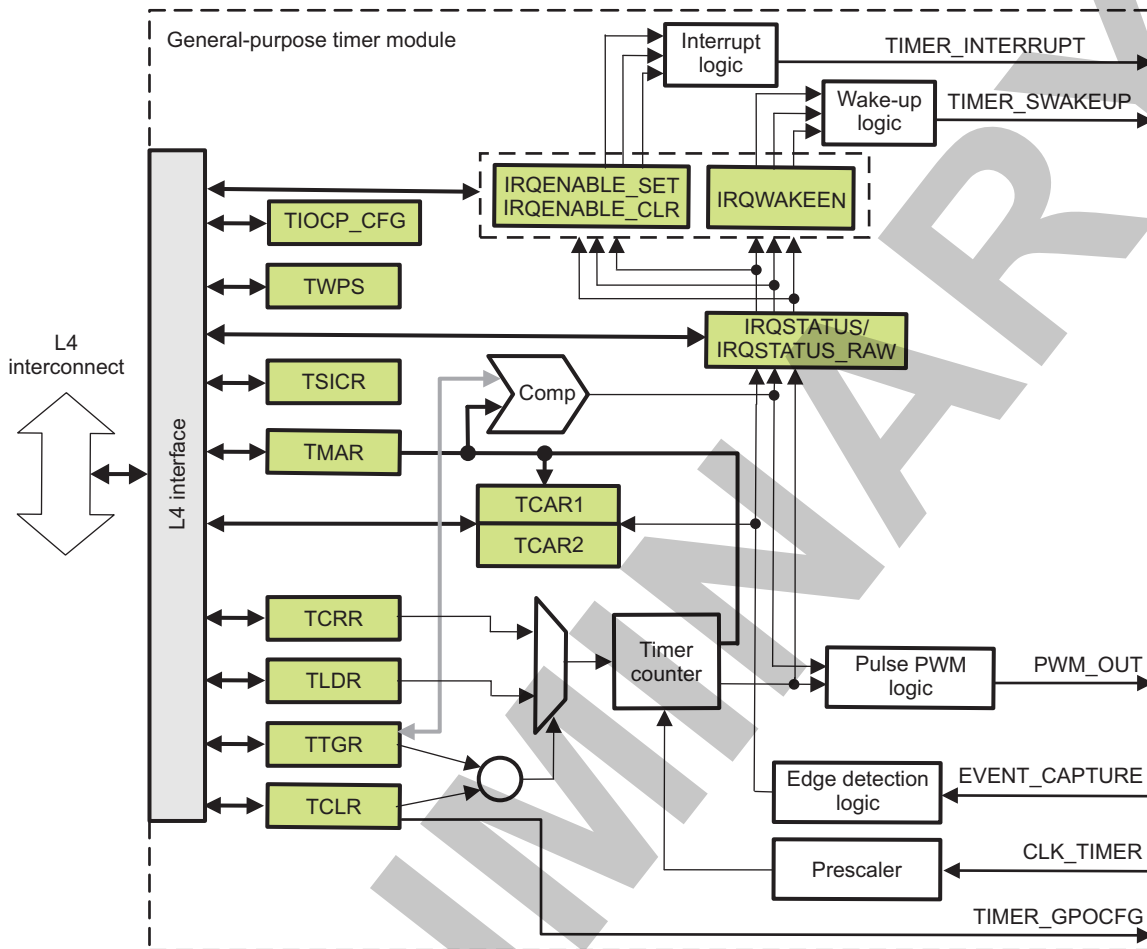 General-purpose timer module
Interrupt
logic
TIMER_INTERRUPT
Wake-up
logic
TIMER_SWAKEUP
IRQENABLE_SET
IRQENABLE_CLR
IRQWAKEEN
TIOCP_CFG
TWPS
IRQSTATUS/
IRQSTATUS_RAW
L4
interconnect
L4 interface
TSICR
Comp
TMAR
TCAR1
TCAR2
TCRR
Timer
counter
TLDR
Pulse PWM
logic
PWM_OUT
TTGR
TCLR
Edge detection
logic
EVENT_CAPTURE
Prescaler
CLK_TIMER
TIMER_GPOCFG
IMINARY